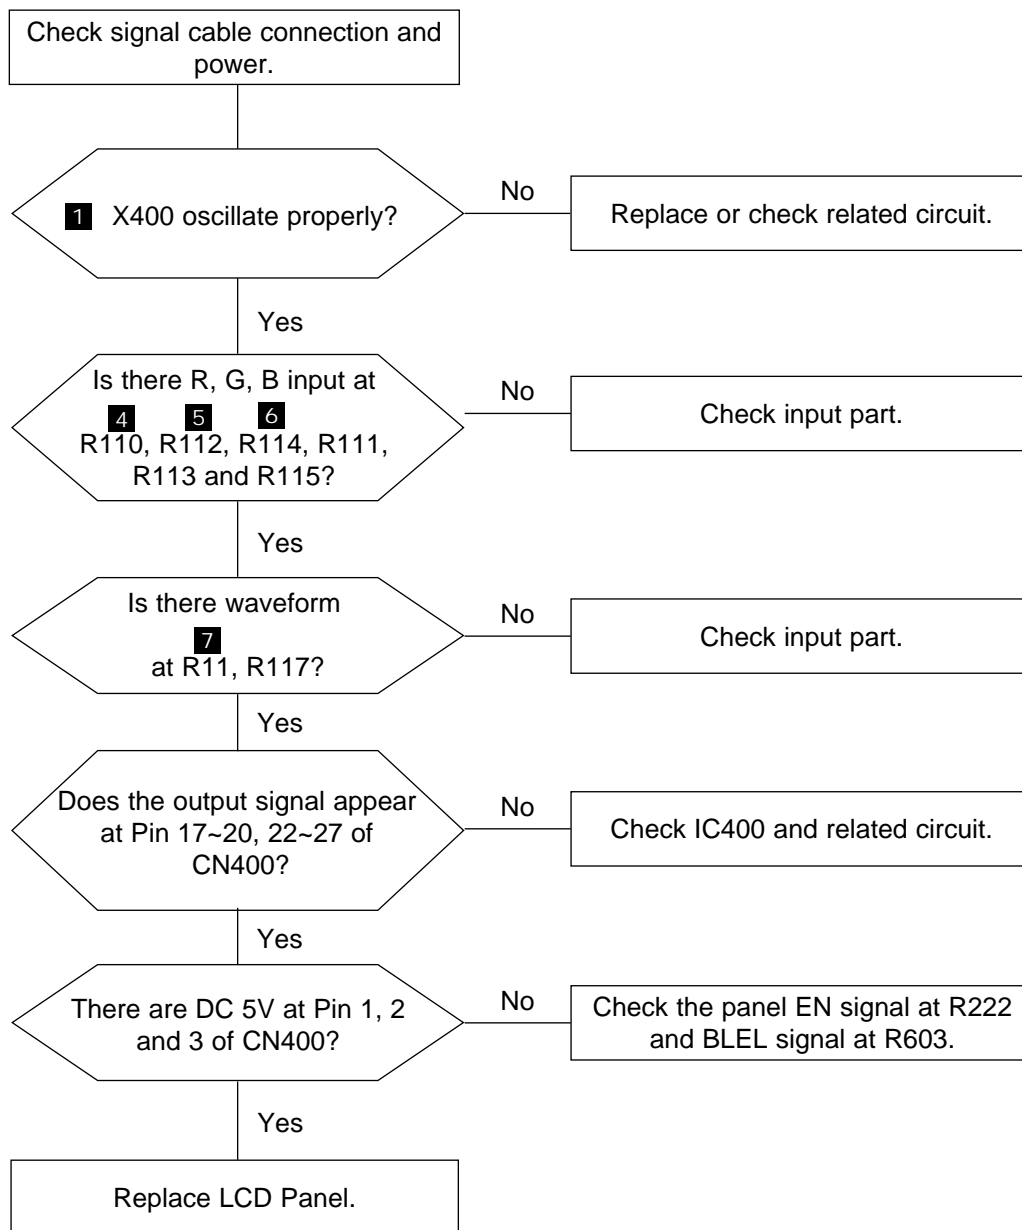 Check signal cable connection and
power.
1 X400 oscillate properly?
No
Replace or check related circuit.
Yes
Is there R, G, B input at
4 5 6
R110, R112, R114, R111,
R113 and R115?
No
Check input part.
Yes
Is there waveform
7
at R11, R117?
No
Check input part.
Yes
Does the output signal appear
at Pin 17~20, 22~27 of
CN400?
No
Check IC400 and related circuit.
Yes
There are DC 5V at Pin 1, 2
and 3 of CN400?
No
Check the panel EN signal at R222
and BLEL signal at R603.
Yes
Replace LCD Panel.